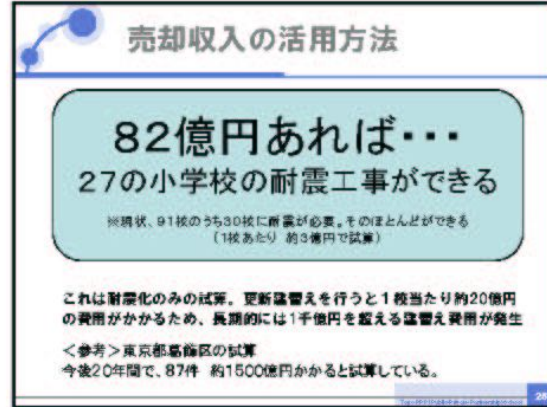 売却収入の活用方法
82億円あれば・・・
27の小学校の耐震工事ができる
※現状、91校のうち30校に耐震が必要。そのほとんどができる
(1校あたり 約3億円で試算)
これは耐震化のみの試算。更新建替えを行うと1校当たり約20億円
の費用がかかるため、長期的には1千億円を超える建替え費用が発生
<参考>東京都葛飾区の試算
今後20年間で、87件 約1500億円かかると試算している。
28